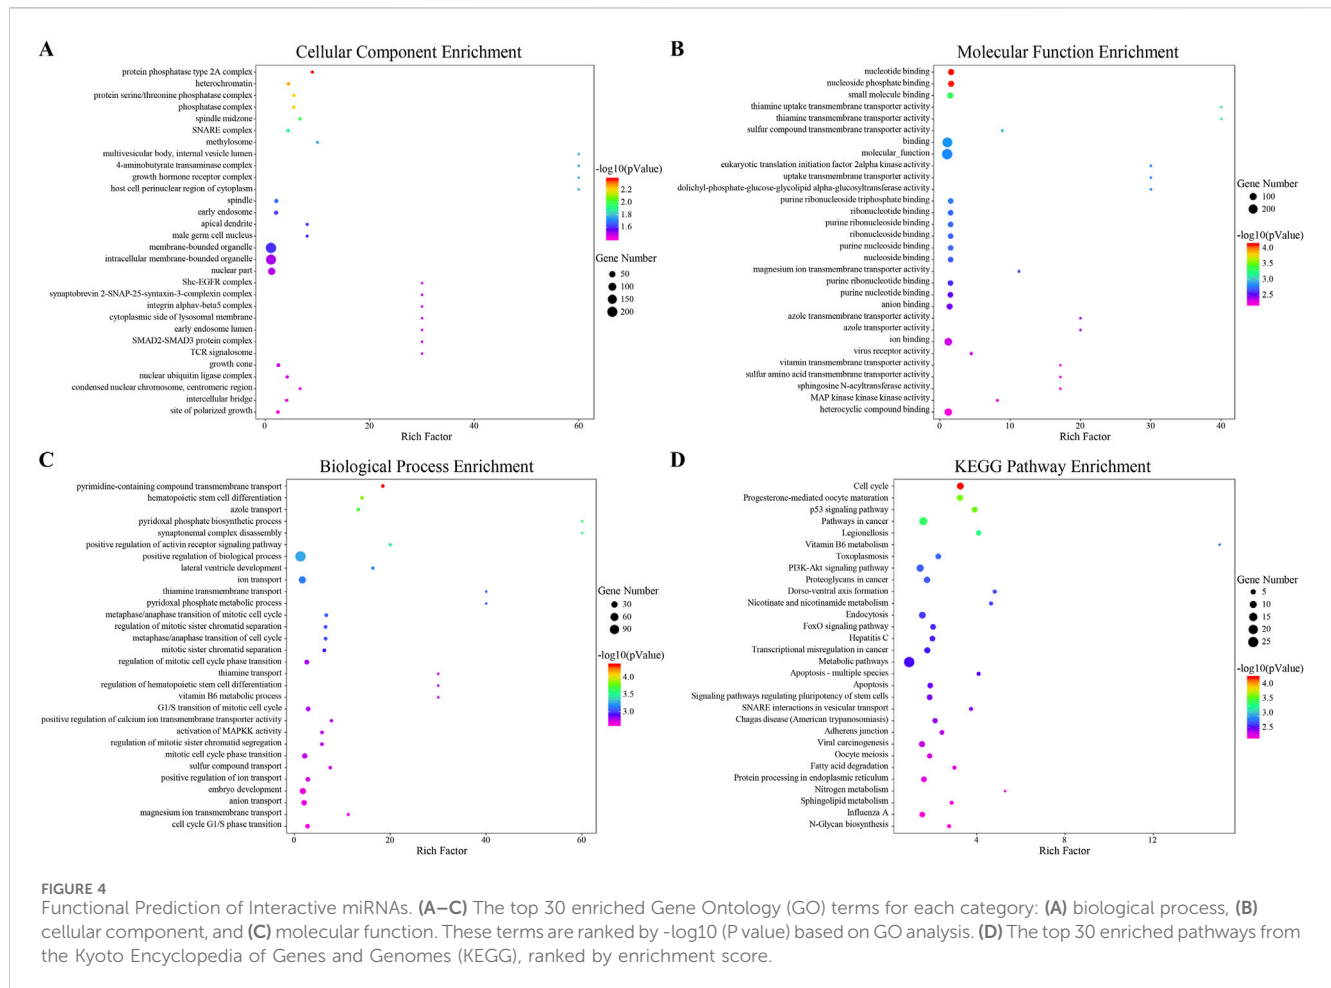 A
Cellular Component Enrichment
protein phosphatase type 2A complex
heterochromatin
protein serine/threonine phosphatase complex
phosphatase complex
spindle midzone
SNARE complex
methylosome
multivesicular body, internal vesicle lumen
4-aminobutyrate transaminase complex
growth hormone receptor complex
host cell perinuclear region of cytoplasm
spindle
early endosome
apical dendrite
male germ cell nucleus
membrane-bounded organelle
intracellular membrane-bounded organelle
nuclear part
Shc-EGFR complex
synaptobrevin 2-SNAP-25-syntaxin-3-complexin complex
integrin alphav-beta5 complex
cytoplasmic side of lysosomal membrane
early endosome lumen
SMAD2-SMAD3 protein complex
TCR signalosome
growth cone
nuclear ubiquitin ligase complex
condensed nuclear chromosome, centromeric region
intercellular bridge
site of polarized growth
0 20 40 60
Rich Factor
-log10(pValue)
2.2
2.0
1.8
1.6
Gene Number
50
100
150
200
B
Molecular Function Enrichment
nucleotide binding
nucleoside phosphate binding
small molecule binding
thiamine uptake transmembrane transporter activity
thiamine transmembrane transporter activity
sulfur compound transmembrane transporter activity
binding
molecular_function
eukaryotic translation initiation factor 2alpha kinase activity
uptake transmembrane transporter activity
dolichyl-phosphate-glucose-glycolipid alpha-glucosyltransferase activity
purine ribonucleoside triphosphate binding
ribonucleotide binding
purine ribonucleoside binding
ribonucleoside binding
purine nucleoside binding
nucleoside binding
magnesium ion transmembrane transporter activity
purine ribonucleotide binding
purine nucleotide binding
anion binding
azole transmembrane transporter activity
azole transporter activity
ion binding
virus receptor activity
vitamin transmembrane transporter activity
sulfur amino acid transmembrane transporter activity
sphingosine N-acyltransferase activity
MAP kinase kinase kinase activity
heterocyclic compound binding
0 10 20 30 40
Rich Factor
Gene Number
100
200
-log10(pValue)
4.0
3.5
3.0
2.5
C
Biological Process Enrichment
pyrimidine-containing compound transmembrane transport
hematopoietic stem cell differentiation
azole transport
pyridoxal phosphate biosynthetic process
synaptonemal complex disassembly
positive regulation of activin receptor signaling pathway
positive regulation of biological process
lateral ventricle development
ion transport
thiamine transmembrane transport
pyridoxal phosphate metabolic process
metaphase/anaphase transition of mitotic cell cycle
regulation of mitotic sister chromatid separation
metaphase/anaphase transition of cell cycle
mitotic sister chromatid separation
regulation of mitotic cell cycle phase transition
thiamine transport
regulation of hematopoietic stem cell differentiation
vitamin B6 metabolic process
G1/S transition of mitotic cell cycle
positive regulation of calcium ion transmembrane transporter activity
activation of MAPKK activity
regulation of mitotic sister chromatid segregation
mitotic cell cycle phase transition
sulfur compound transport
positive regulation of ion transport
embryo development
anion transport
magnesium ion transmembrane transport
cell cycle G1/S phase transition
0 20 40 60
Rich Factor
Gene Number
30
60
90
-log10(pValue)
4.0
3.5
3.0
D
KEGG Pathway Enrichment
Cell cycle
Progesterone-mediated oocyte maturation
p53 signaling pathway
Pathways in cancer
Legionellosis
Vitamin B6 metabolism
Toxoplasmosis
PI3K-Akt signaling pathway
Proteoglycans in cancer
Dorso-ventral axis formation
Nicotinate and nicotinamide metabolism
Endocytosis
FoxO signaling pathway
Hepatitis C
Transcriptional misregulation in cancer
Metabolic pathways
Apoptosis - multiple species
Apoptosis
Signaling pathways regulating pluripotency of stem cells
SNARE interactions in vesicular transport
Chagas disease (American trypanosomiasis)
Adherens junction
Viral carcinogenesis
Oocyte meiosis
Fatty acid degradation
Protein processing in endoplasmic reticulum
Nitrogen metabolism
Sphingolipid metabolism
Influenza A
N-Glycan biosynthesis
4 8 12
Rich Factor
Gene Number
5
10
15
20
25
-log10(pValue)
4.0
3.5
3.0
2.5
FIGURE 4
Functional Prediction of Interactive miRNAs. (A–C) The top 30 enriched Gene Ontology (GO) terms for each category: (A) biological process, (B)
cellular component, and (C) molecular function. These terms are ranked by -log10 (P value) based on GO analysis. (D) The top 30 enriched pathways from
the Kyoto Encyclopedia of Genes and Genomes (KEGG), ranked by enrichment score.